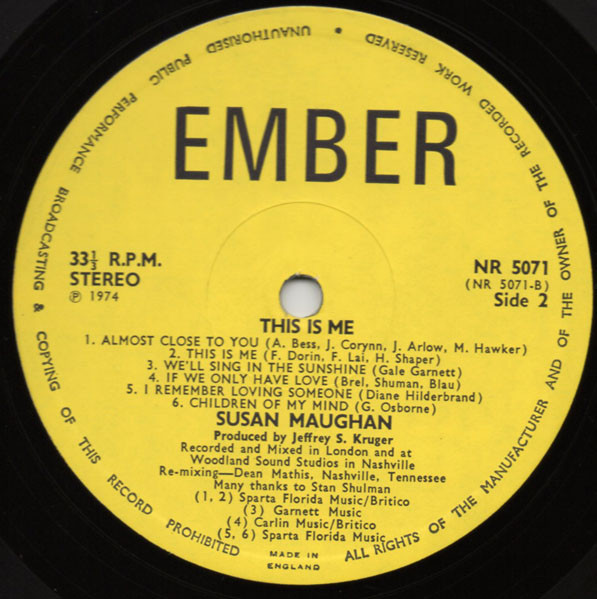 EMBER
33⅓ R.P.M.
STEREO
℗ 1974
NR 5071
(NR 5071-B)
Side 2
THIS IS ME
1. ALMOST CLOSE TO YOU (A. Bess, J. Corynn, J. Arlow, M. Hawker)
2. THIS IS ME (F. Dorin, F. Lai, H. Shaper)
3. WE'LL SING IN THE SUNSHINE (Gale Garnett)
4. IF WE ONLY HAVE LOVE (Brel, Shuman, Blau)
5. I REMEMBER LOVING SOMEONE (Diane Hilderbrand)
6. CHILDREN OF MY MIND (G. Osborne)
SUSAN MAUGHAN
Produced by Jeffrey S. Kruger
Recorded and Mixed in London and at
Woodland Sound Studios in Nashville
Re-mixing—Dean Mathis, Nashville, Tennessee
Many thanks to Stan Shulman
(1, 2) Sparta Florida Music/Britico
(3) Garnett Music
(4) Carlin Music/Britico
(5, 6) Sparta Florida Music
MADE IN
ENGLAND
ALL RIGHTS OF THE MANUFACTURER AND OF THE OWNER OF THE RECORDED WORK RESERVED • UNAUTHORISED PUBLIC PERFORMANCE BROADCASTING & COPYING OF THIS RECORD PROHIBITED